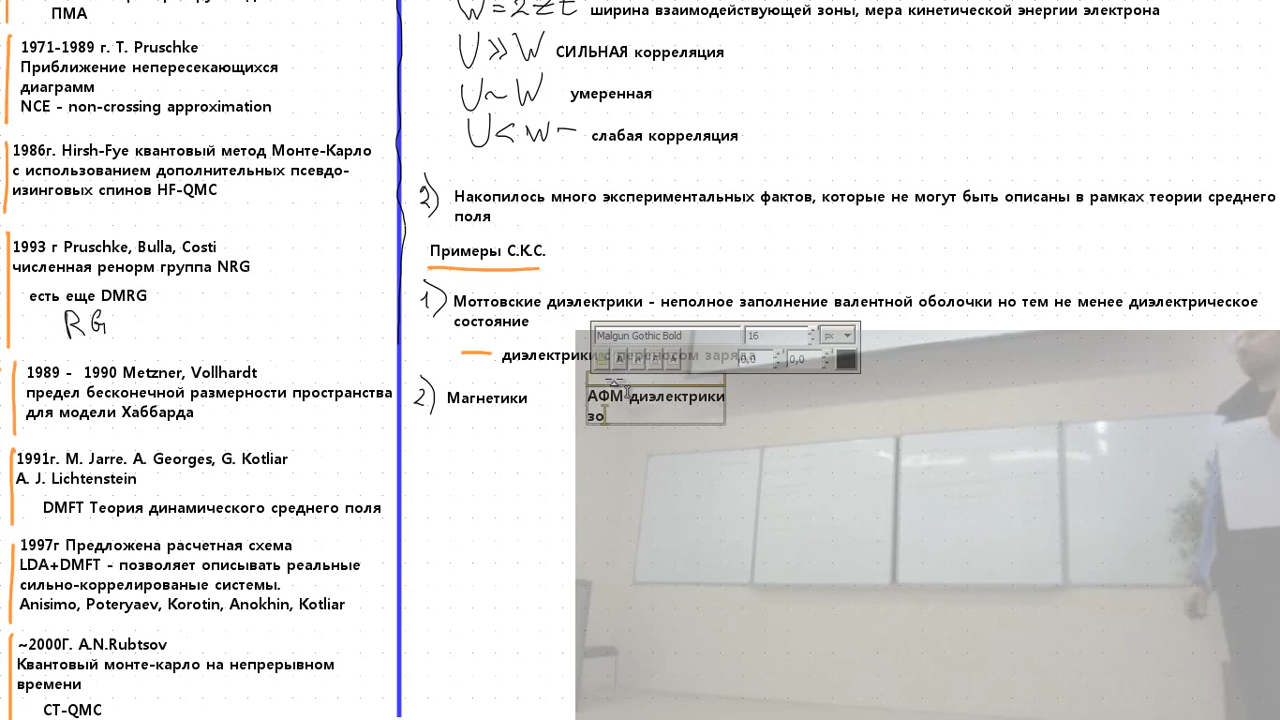 ПМА
1971-1989 г. T. Pruschke
Приближение непересекающихся
диаграмм
NCE - non-crossing approximation
1986г. Hirsh-Fye квантовый метод Монте-Карло
с использованием дополнительных псевдо-
изинговых спинов HF-QMC
1993 г Pruschke, Bulla, Costi
численная ренорм группа NRG
есть еще DMRG
RG
1989 - 1990 Metzner, Vollhardt
предел бесконечной размерности пространства
для модели Хаббарда
1991г. M. Jarre. A. Georges, G. Kotliar
A. J. Lichtenstein
DMFT Теория динамического среднего поля
1997г Предложена расчетная схема
LDA+DMFT - позволяет описывать реальные
сильно-коррелированые системы.
Anisimo, Poteryaev, Korotin, Anokhin, Kotliar
~2000Г. A.N.Rubtsov
Квантовый монте-карло на непрерывном
времени
CT-QMC
W = 2zt ширина взаимодействующей зоны, мера кинетической энергии электрона
U >> W СИЛЬНАЯ корреляция
U ~ W умеренная
U < W - слабая корреляция
2) Накопилось много экспериментальных фактов, которые не могут быть описаны в рамках теории среднего
поля
Примеры С.К.С.
1) Моттовские диэлектрики - неполное заполнение валентной оболочки но тем не менее диэлектрическое
состояние
диэлектрики с переносом заряда
Malgun Gothic Bold 16 px
0,0 0,0
2) Магнетики
АФМ-диэлектрики
зо